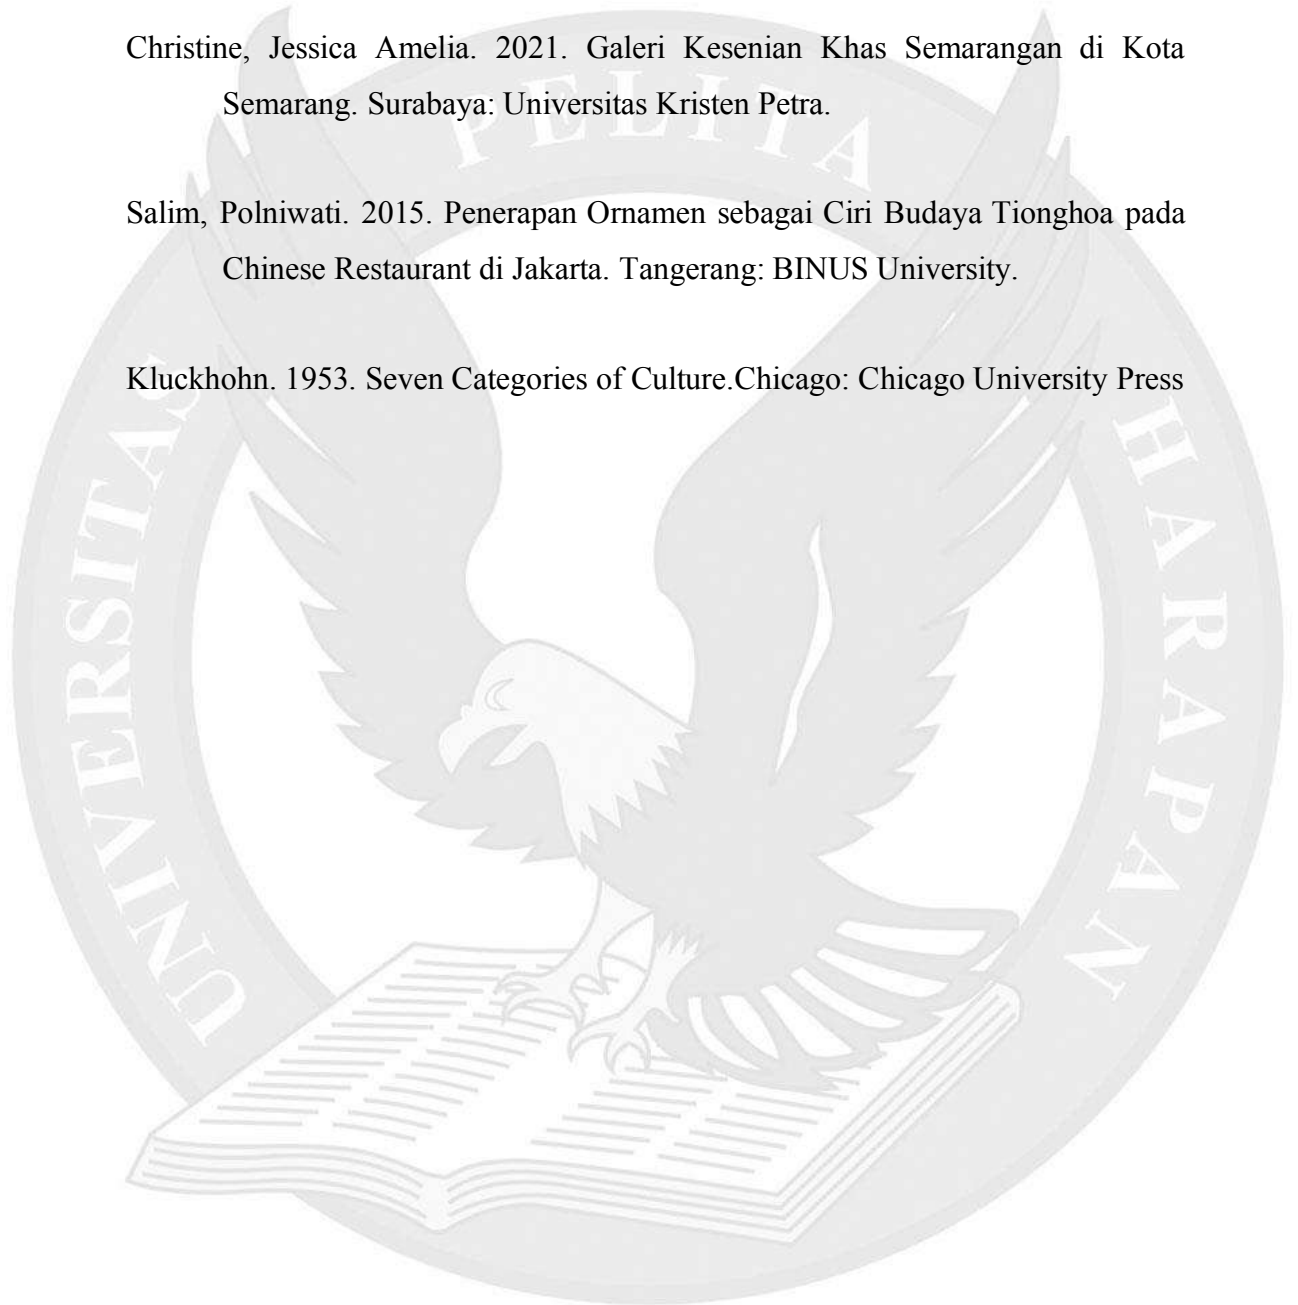 Christine, Jessica Amelia. 2021. Galeri Kesenian Khas Semarangan di Kota
Semarang. Surabaya: Universitas Kristen Petra.
Salim, Polniwati. 2015. Penerapan Ornamen sebagai Ciri Budaya Tionghoa pada
Chinese Restaurant di Jakarta. Tangerang: BINUS University.
Kluckhohn. 1953. Seven Categories of Culture.Chicago: Chicago University Press
UNIVERSITAS PELITA HARAPAN